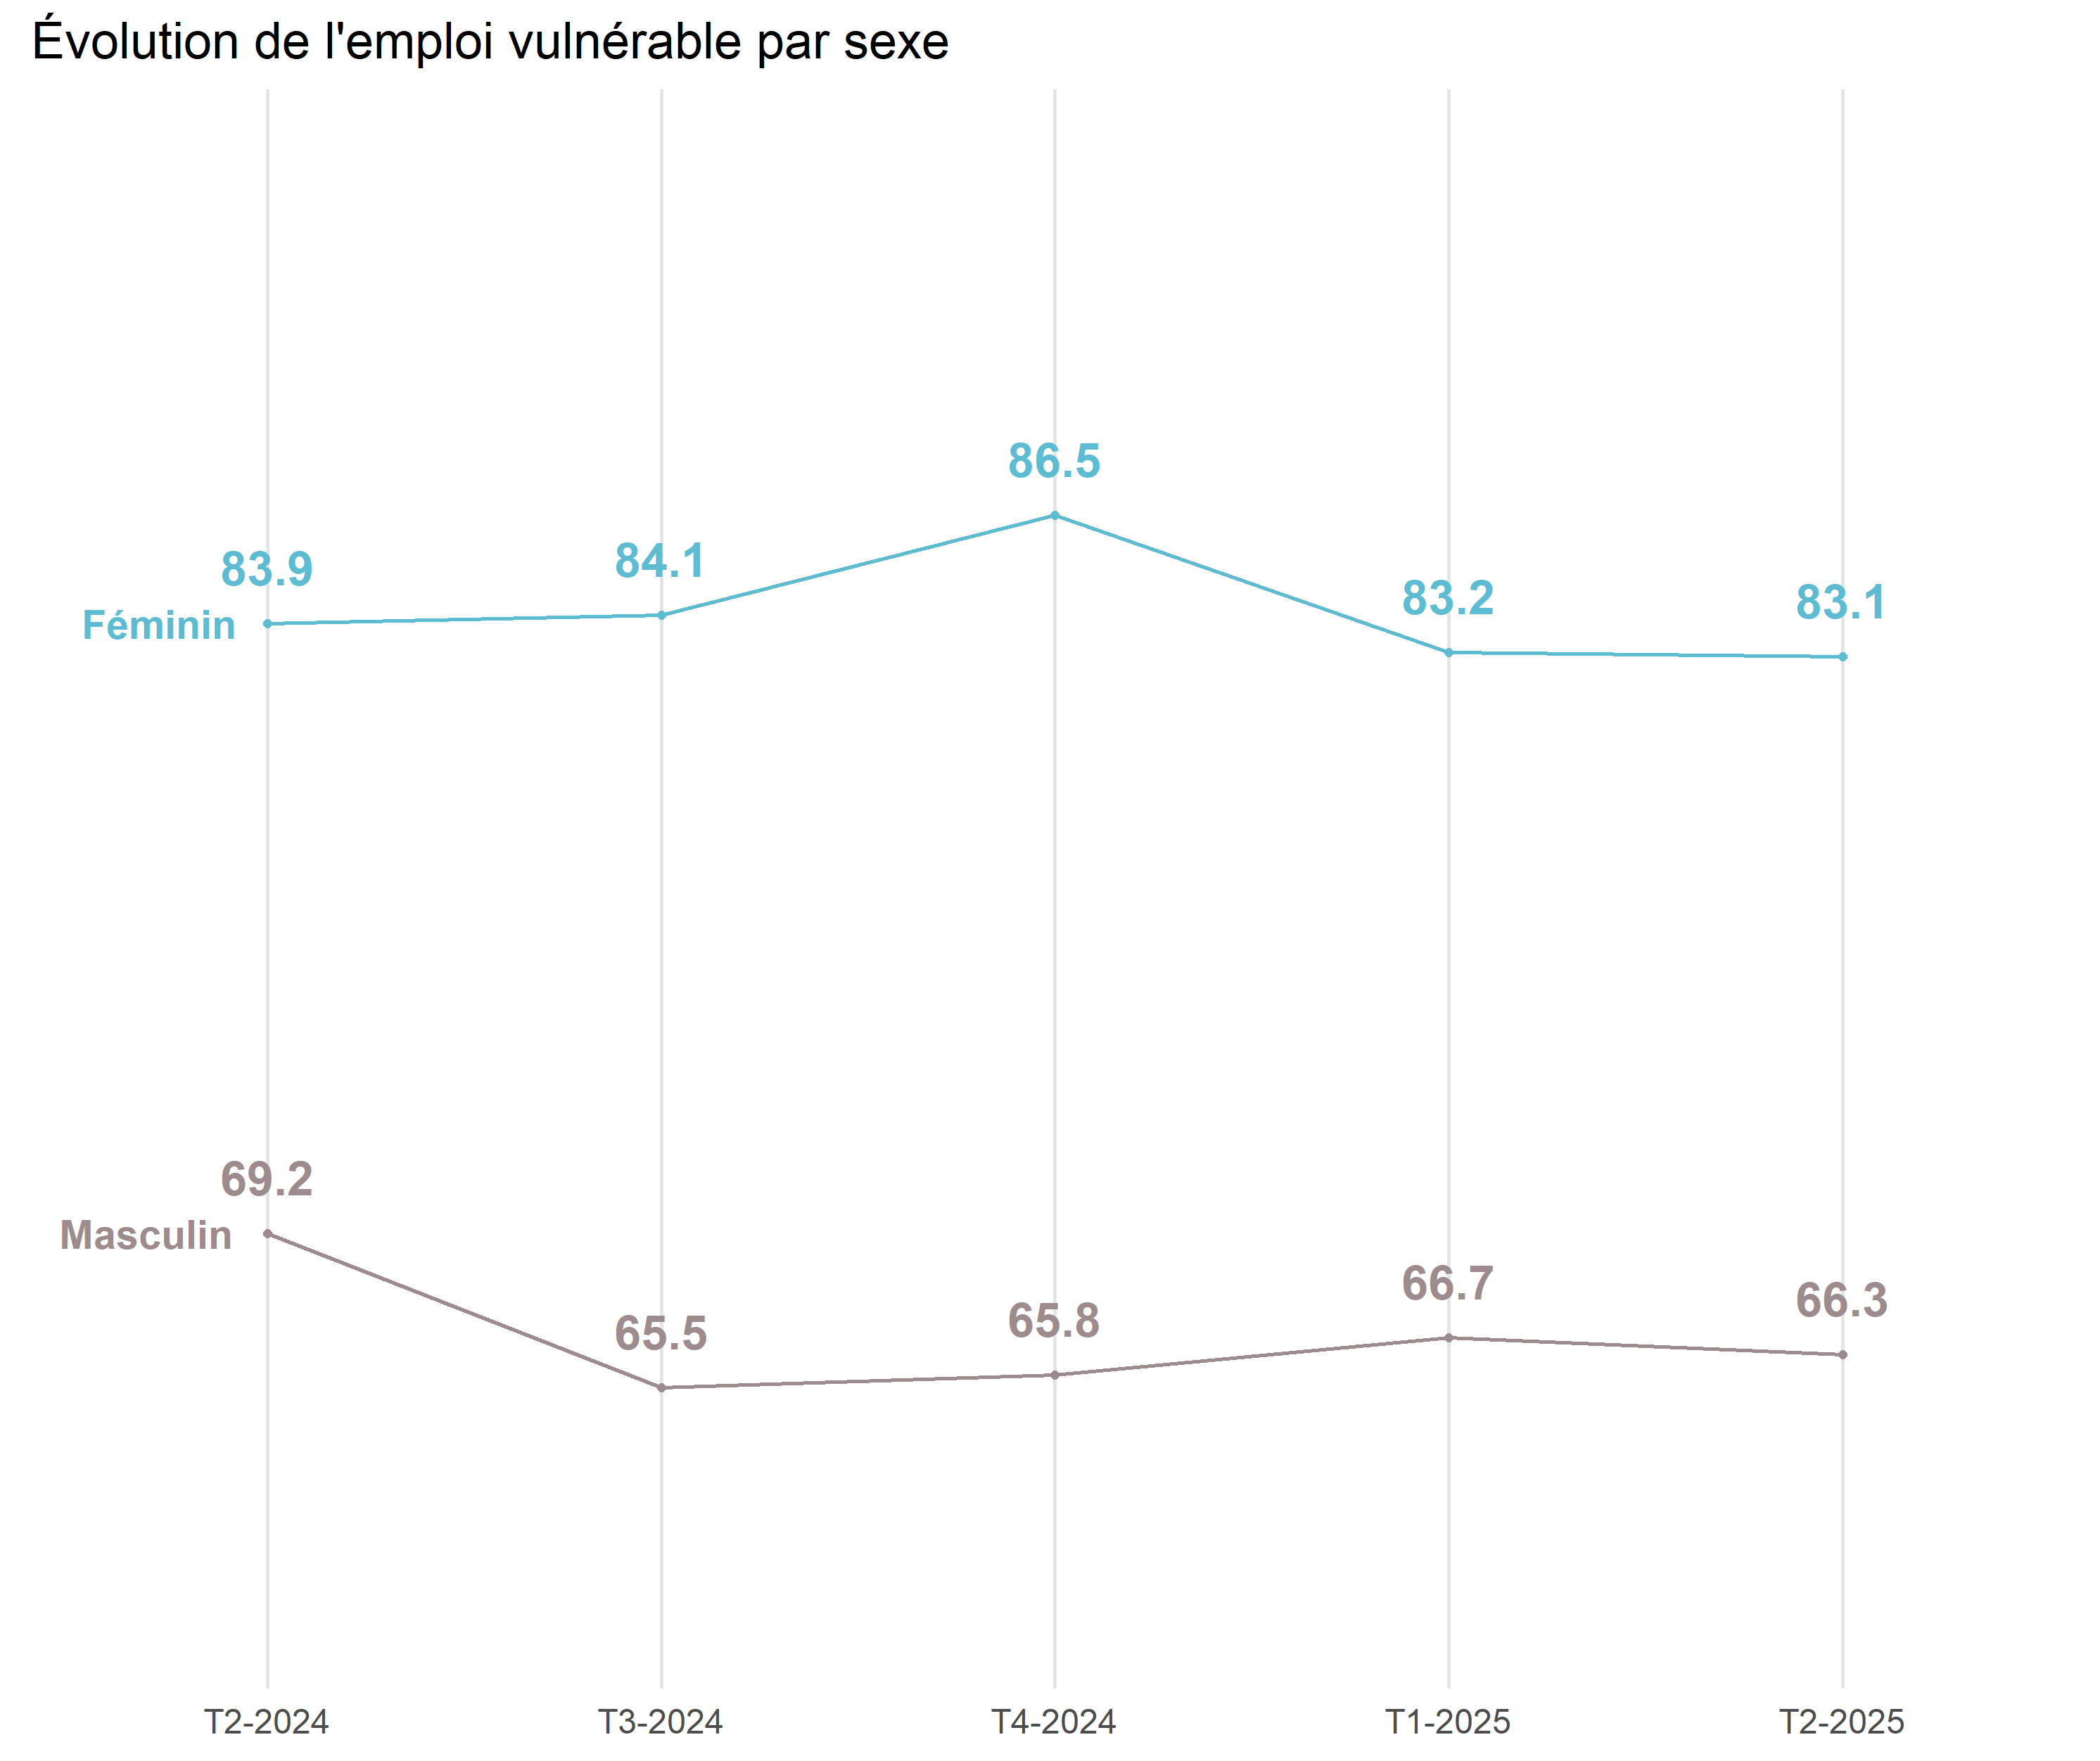 Évolution de l'emploi vulnérable par sexe
86.5
83.9
84.1
83.2
83.1
Féminin
69.2
Masculin
65.5
65.8
66.7
66.3
T2-2024
T3-2024
T4-2024
T1-2025
T2-2025